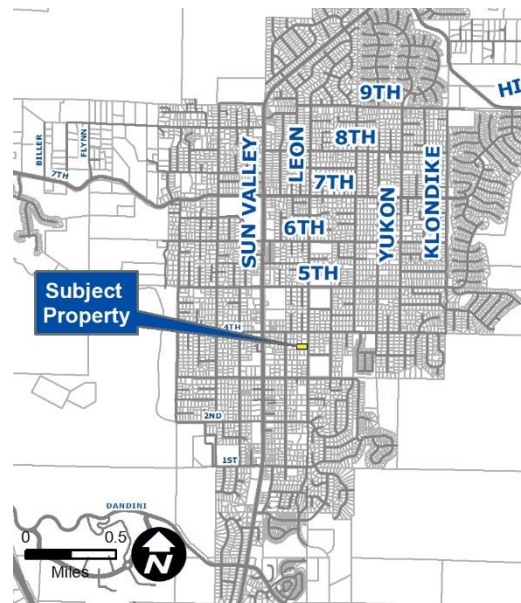 9TH
HI
BILLER
FLYNN
7TH
SUN VALLEY
LEON
8TH
7TH
YUKON
KLONDIKE
6TH
5TH
Subject
Property
4TH
2ND
1ST
DANDINI
0 0.5
Miles
N